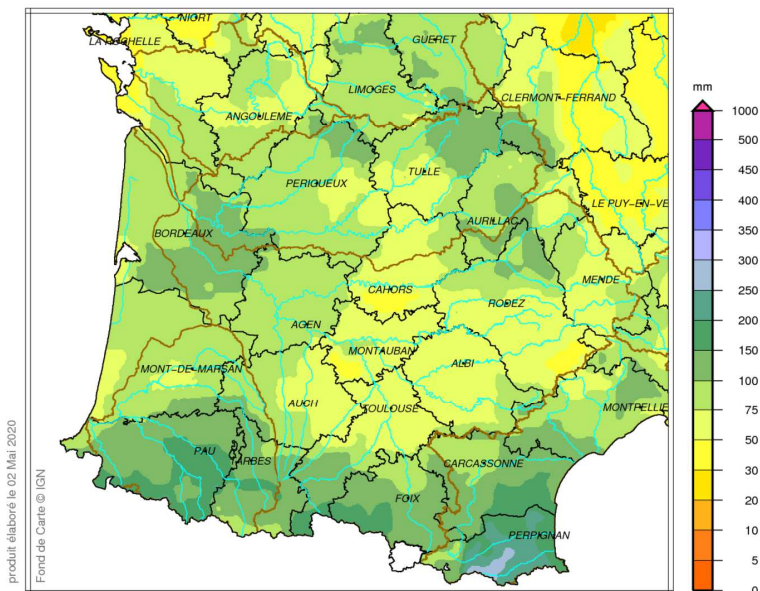 NIORT
LA ROCHELLE
GUERET
LIMOGES
CLERMONT-FERRAND
ANGOULEME
TULLE
PERIGUEUX
LE PUY-EN-VE
AURILLAC
BORDEAUX
CAHORS
MENDE
RODEZ
AGEN
MONTAUBAN
ALBI
MONT-DE-MARSAN
AUCH
TOULOUSE
MONTPELLIE
PAU
ARBES
CARCASSONNE
FOIX
PERPIGNAN
mm
1000
500
450
400
350
300
250
200
150
100
75
50
30
20
10
5
0
produit élaboré le 02 Mai 2020
Fond de Carte © IGN